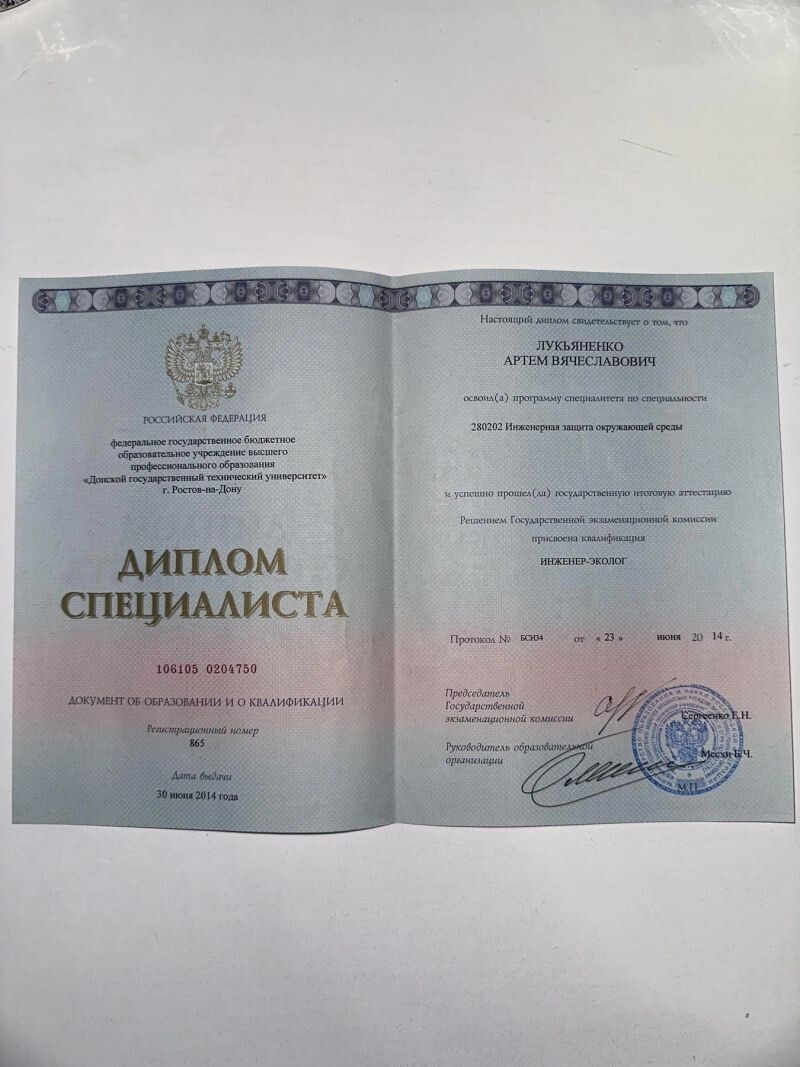 РОССИЙСКАЯ ФЕДЕРАЦИЯ
федеральное государственное бюджетное
образовательное учреждение высшего
профессионального образования
«Донской государственный технический университет»
г. Ростов-на-Дону
ДИПЛОМ
СПЕЦИАЛИСТА
106105 0204750
ДОКУМЕНТ ОБ ОБРАЗОВАНИИ И О КВАЛИФИКАЦИИ
Регистрационный номер
865
Дата выдачи
30 июня 2014 года
Настоящий диплом свидетельствует о том, что
ЛУКЬЯНЕНКО
АРТЕМ ВЯЧЕСЛАВОВИЧ
освоил(а) программу специалитета по специальности
280202 Инженерная защита окружающей среды
и успешно прошел(ла) государственную итоговую аттестацию
Решением Государственной экзаменационной комиссии
присвоена квалификация
ИНЖЕНЕР-ЭКОЛОГ
Протокол № БСИ34 от « 23 » июня 20 14 г.
Председатель
Государственной
экзаменационной комиссии
Сергеенко Е.Н.
Руководитель образовательной
организации
Месхи Б.Ч.
М.П.